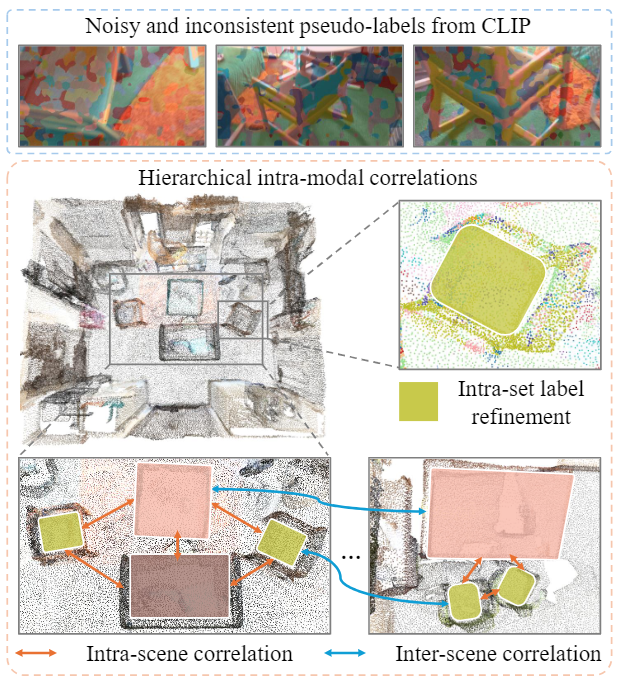 Noisy and inconsistent pseudo-labels from CLIP
Hierarchical intra-modal correlations
Intra-set label
refinement
...
Intra-scene correlation
Inter-scene correlation